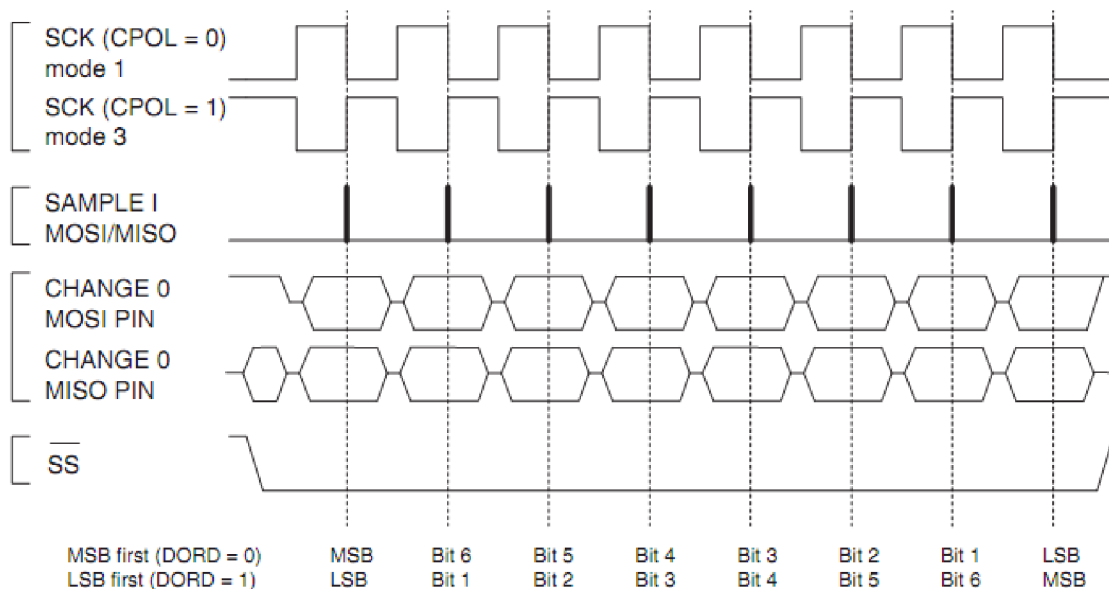 SCK (CPOL = 0)
mode 1
SCK (CPOL = 1)
mode 3
SAMPLE I
MOSI/MISO
CHANGE 0
MOSI PIN
CHANGE 0
MISO PIN
SS
MSB first (DORD = 0) MSB Bit 6 Bit 5 Bit 4 Bit 3 Bit 2 Bit 1 LSB
LSB first (DORD = 1) LSB Bit 1 Bit 2 Bit 3 Bit 4 Bit 5 Bit 6 MSB